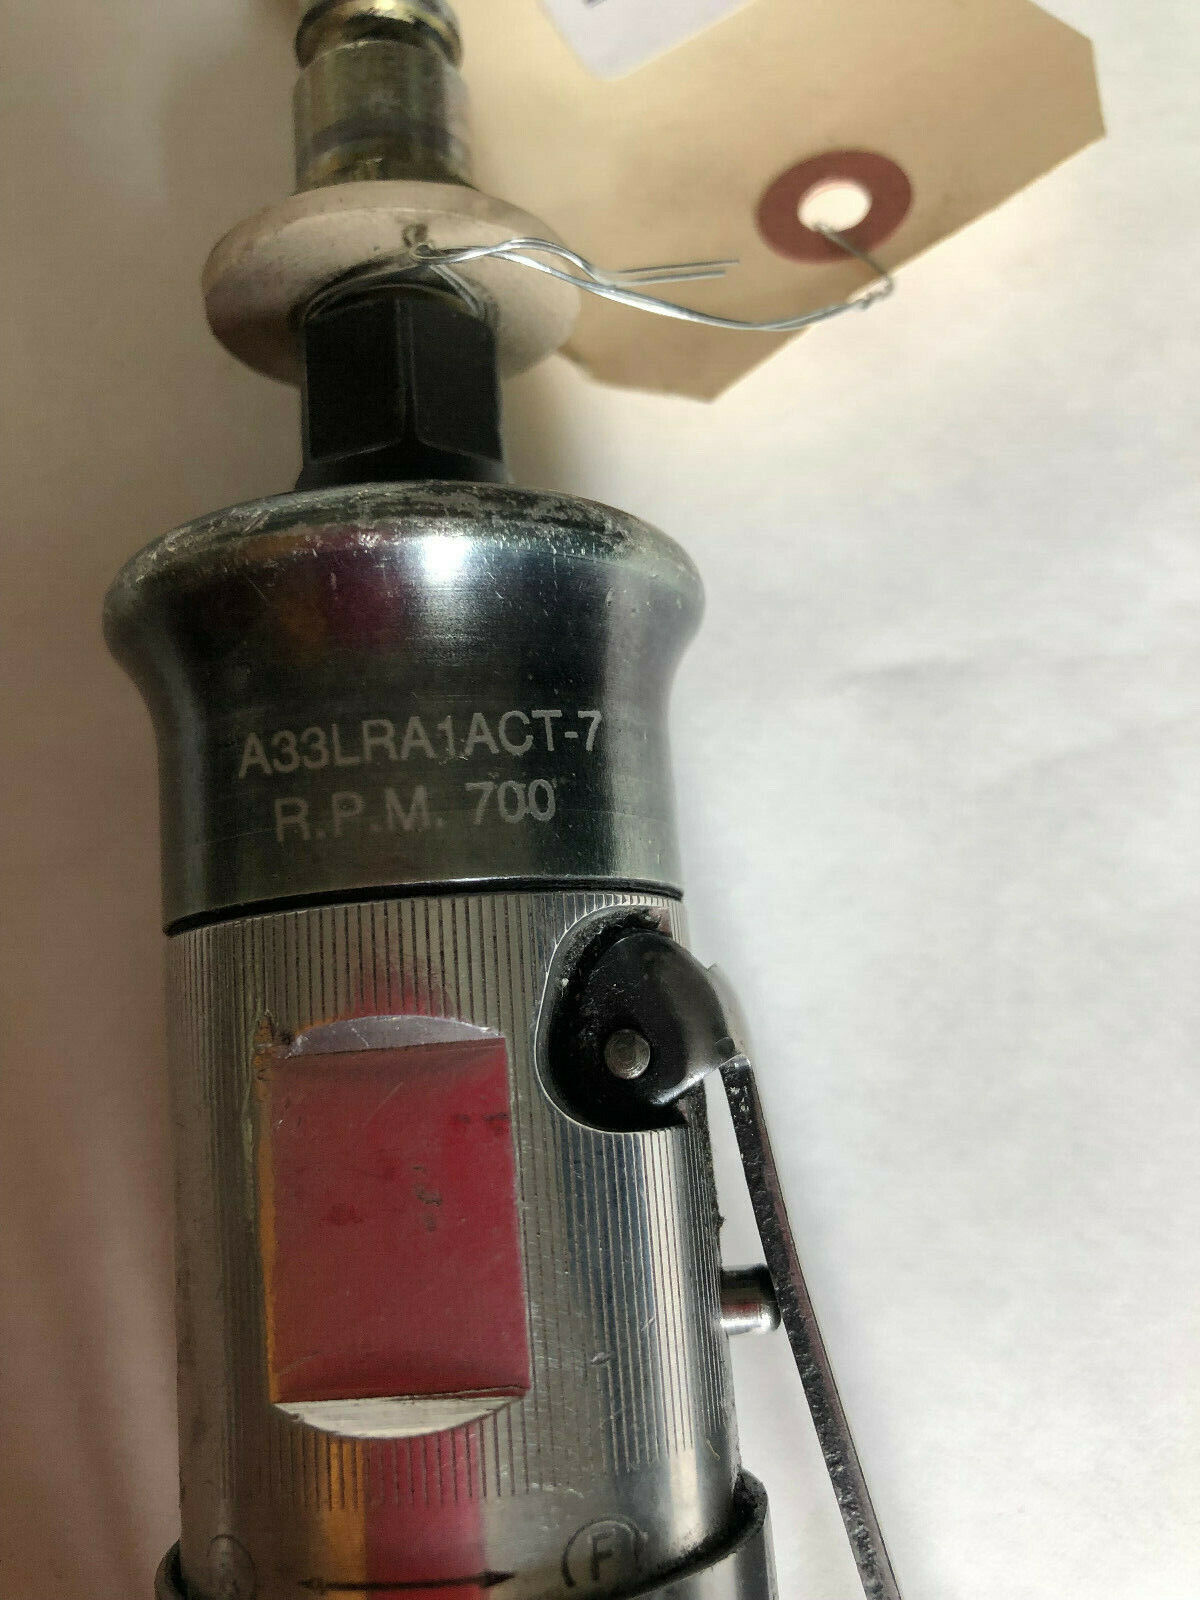 A33LRA1ACT-7
R.P.M. 700
F